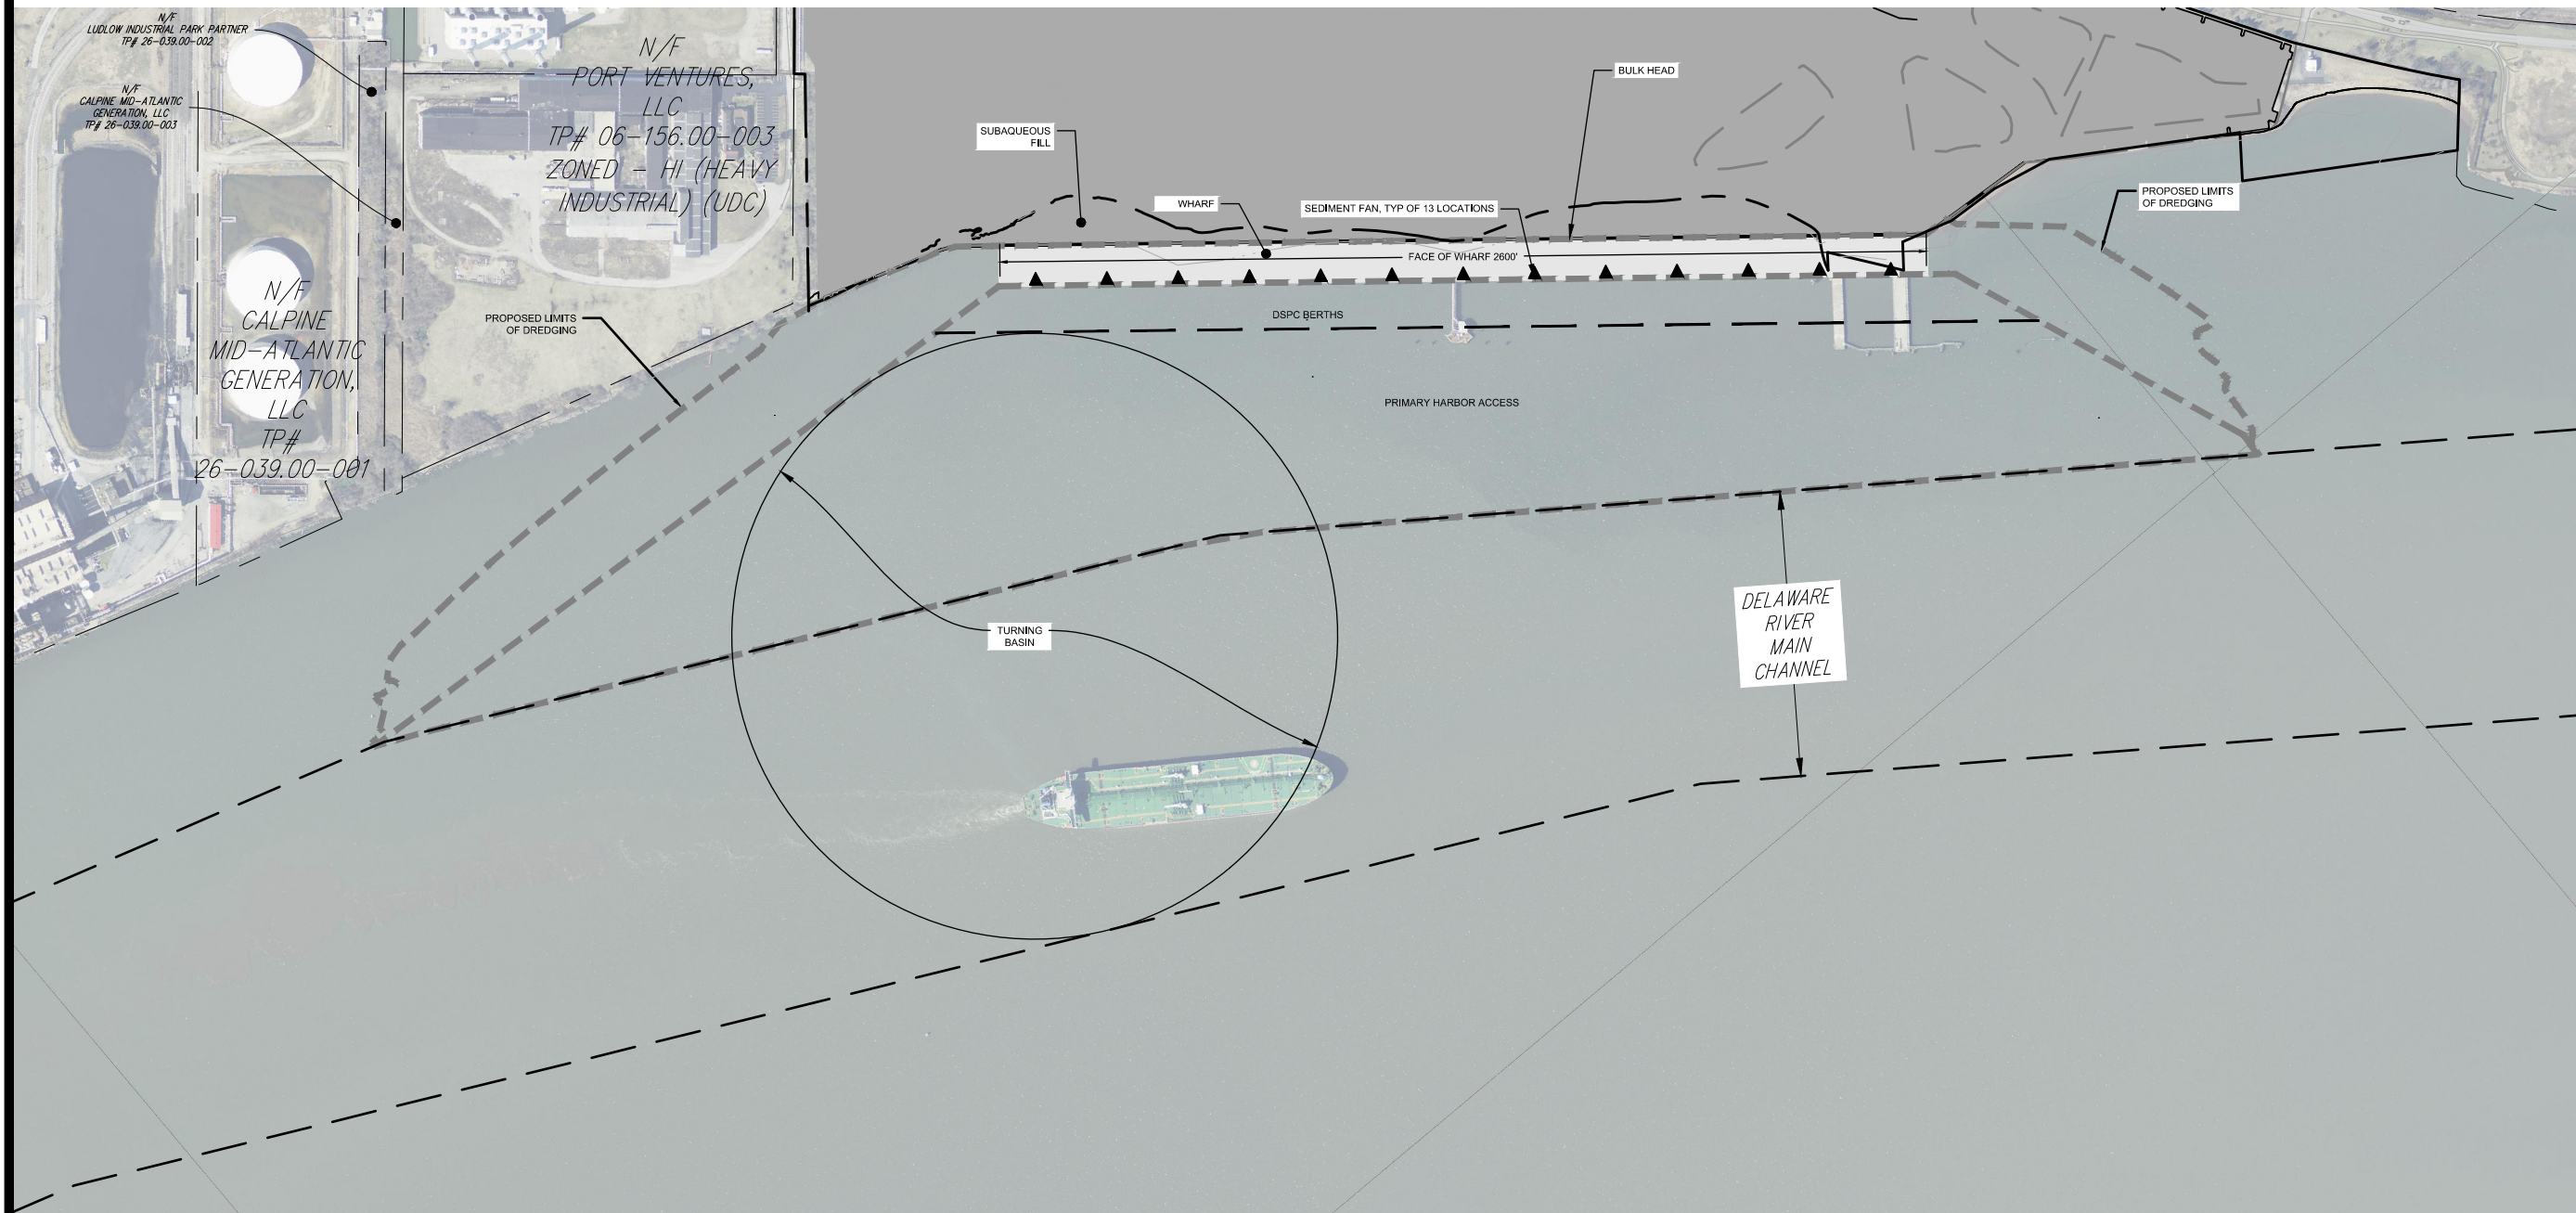 N/F
LUDLOW INDUSTRIAL PARK PARTNER
TP# 26-039.00-002
N/F
CALPINE MID-ATLANTIC
GENERATION, LLC
TP# 26-039.00-003
N/F
PORT VENTURES,
LLC
TP# 06-156.00-003
ZONED - HI (HEAVY
INDUSTRIAL) (UDC)
N/F
CALPINE
MID-ATLANTIC
GENERATION,
LLC
TP#
26-039.00-001
SUBAQUEOUS
FILL
BULK HEAD
WHARF
SEDIMENT FAN, TYP OF 13 LOCATIONS
PROPOSED LIMITS
OF DREDGING
FACE OF WHARF 2600'
PROPOSED LIMITS
OF DREDGING
DSPC BERTHS
PRIMARY HARBOR ACCESS
TURNING
BASIN
DELAWARE
RIVER
MAIN
CHANNEL